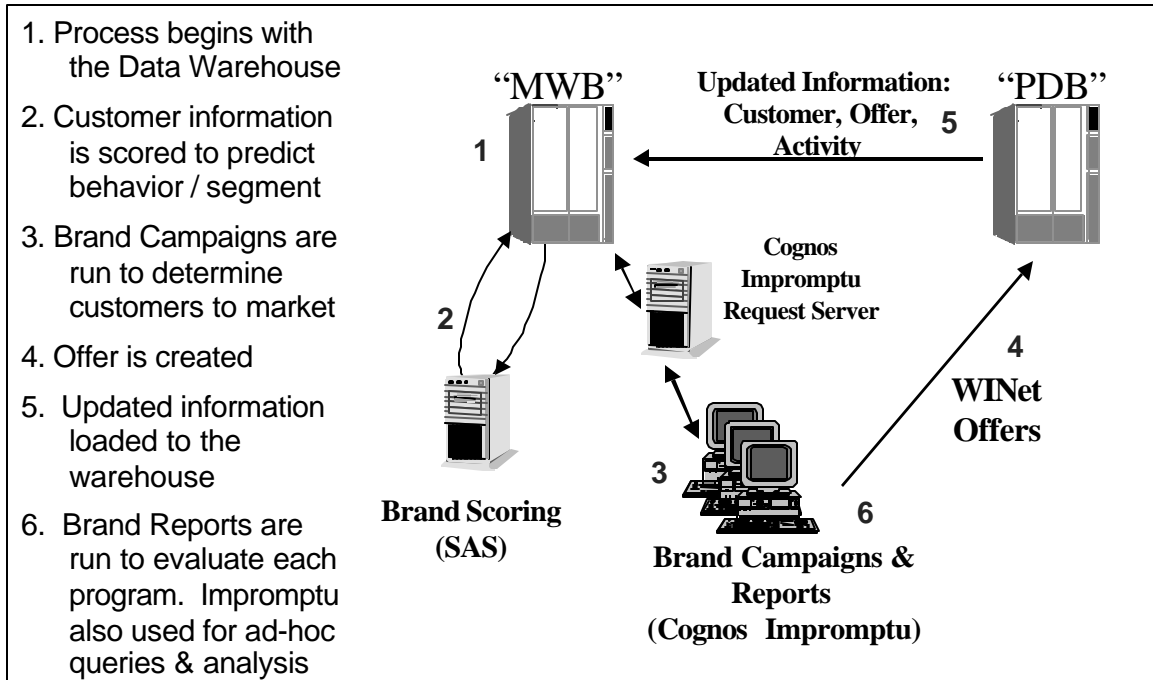 1. Process begins with
the Data Warehouse
2. Customer information
is scored to predict
behavior / segment
3. Brand Campaigns are
run to determine
customers to market
4. Offer is created
5. Updated information
loaded to the
warehouse
6. Brand Reports are
run to evaluate each
program. Impromptu
also used for ad-hoc
queries & analysis
“MWB”
1
Updated Information:
Customer, Offer,
Activity
5
“PDB”
Cognos
Impromptu
Request Server
2
4
WINet
Offers
3
6
Brand Scoring
(SAS)
Brand Campaigns &
Reports
(Cognos Impromptu)